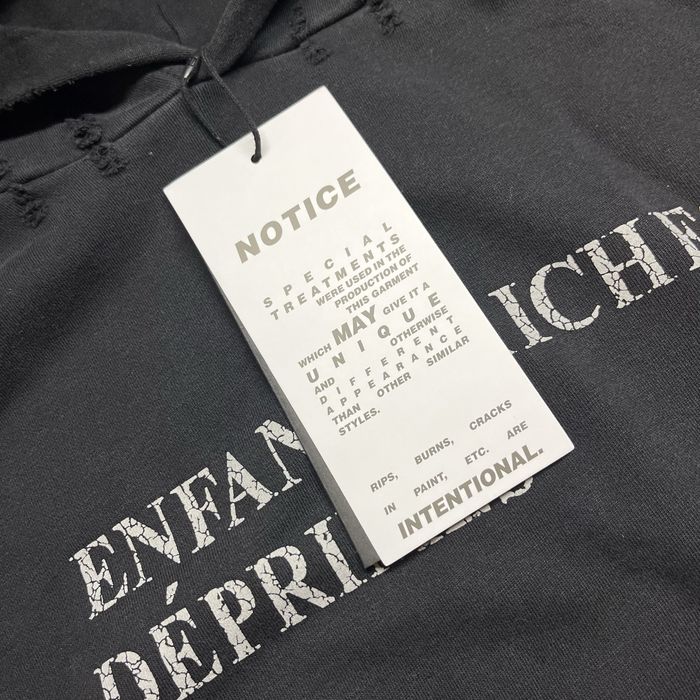 NOTICE
SPECIAL
TREATMENTS
WERE USED IN THE
PRODUCTION OF
THIS GARMENT
WHICH MAY GIVE IT A
UNIQUE
AND OTHERWISE
DIFFERENT
APPEARANCE
THAN OTHER SIMILAR
STYLES.
RIPS, BURNS, CRACKS
IN PAINT, ETC. ARE
INTENTIONAL.
ENFAN
ICHE
DÉPRI